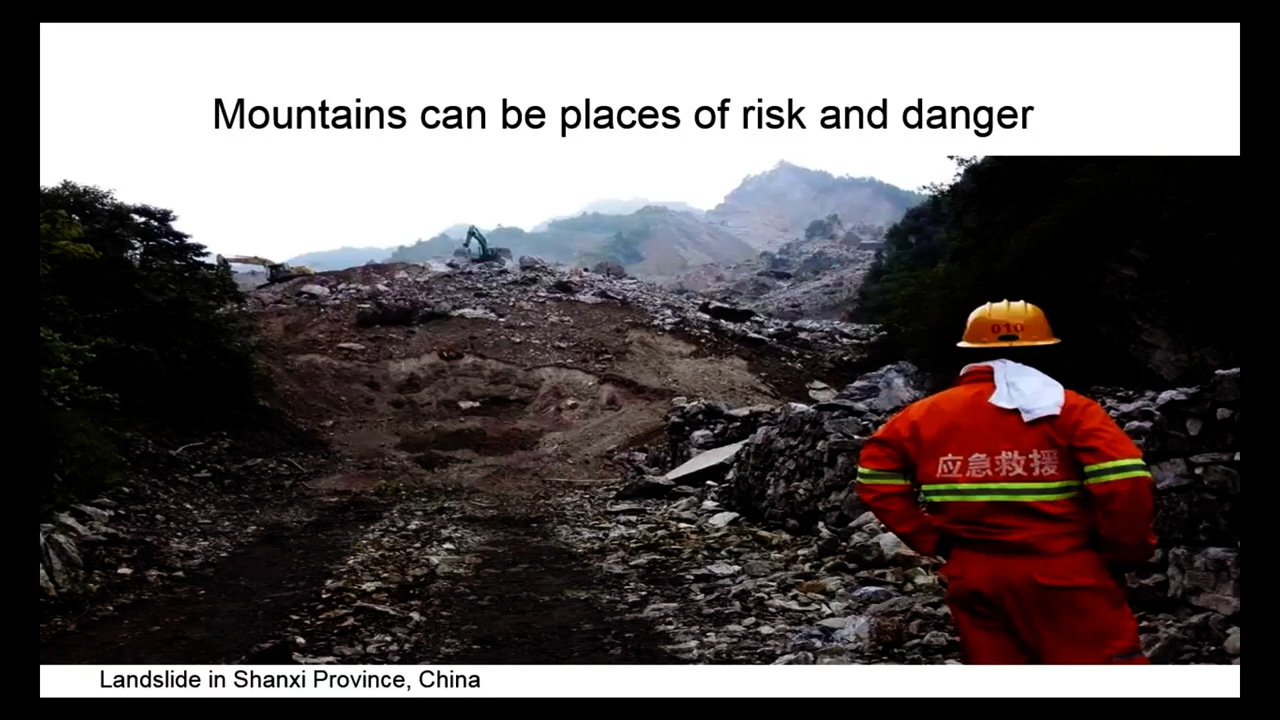 Mountains can be places of risk and danger
010
应急救援
Landslide in Shanxi Province, China